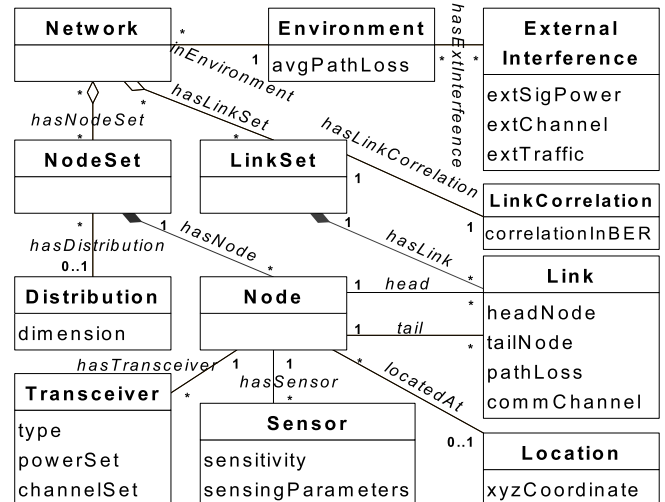 Network
Environment
avgPathLoss
External
Interference
extSigPower
extChannel
extTraffic
*
inEnvironment
1
*
hasExtInterfeence
*
*
hasNodeSet
*
*
hasLinkSet
*
NodeSet
LinkSet
1
hasLinkCorrelation
1
LinkCorrelation
correlationInBER
*
hasDistribution
0..1
1
hasNode
*
1
hasLink
*
Distribution
dimension
Node
1
head
*
1
tail
*
Link
headNode
tailNode
pathLoss
commChannel
hasTransceiver
1
*
1
hasSensor
*
*
locatedAt
0..1
Transceiver
type
powerSet
channelSet
Sensor
sensitivity
sensingParameters
Location
xyzCoordinate